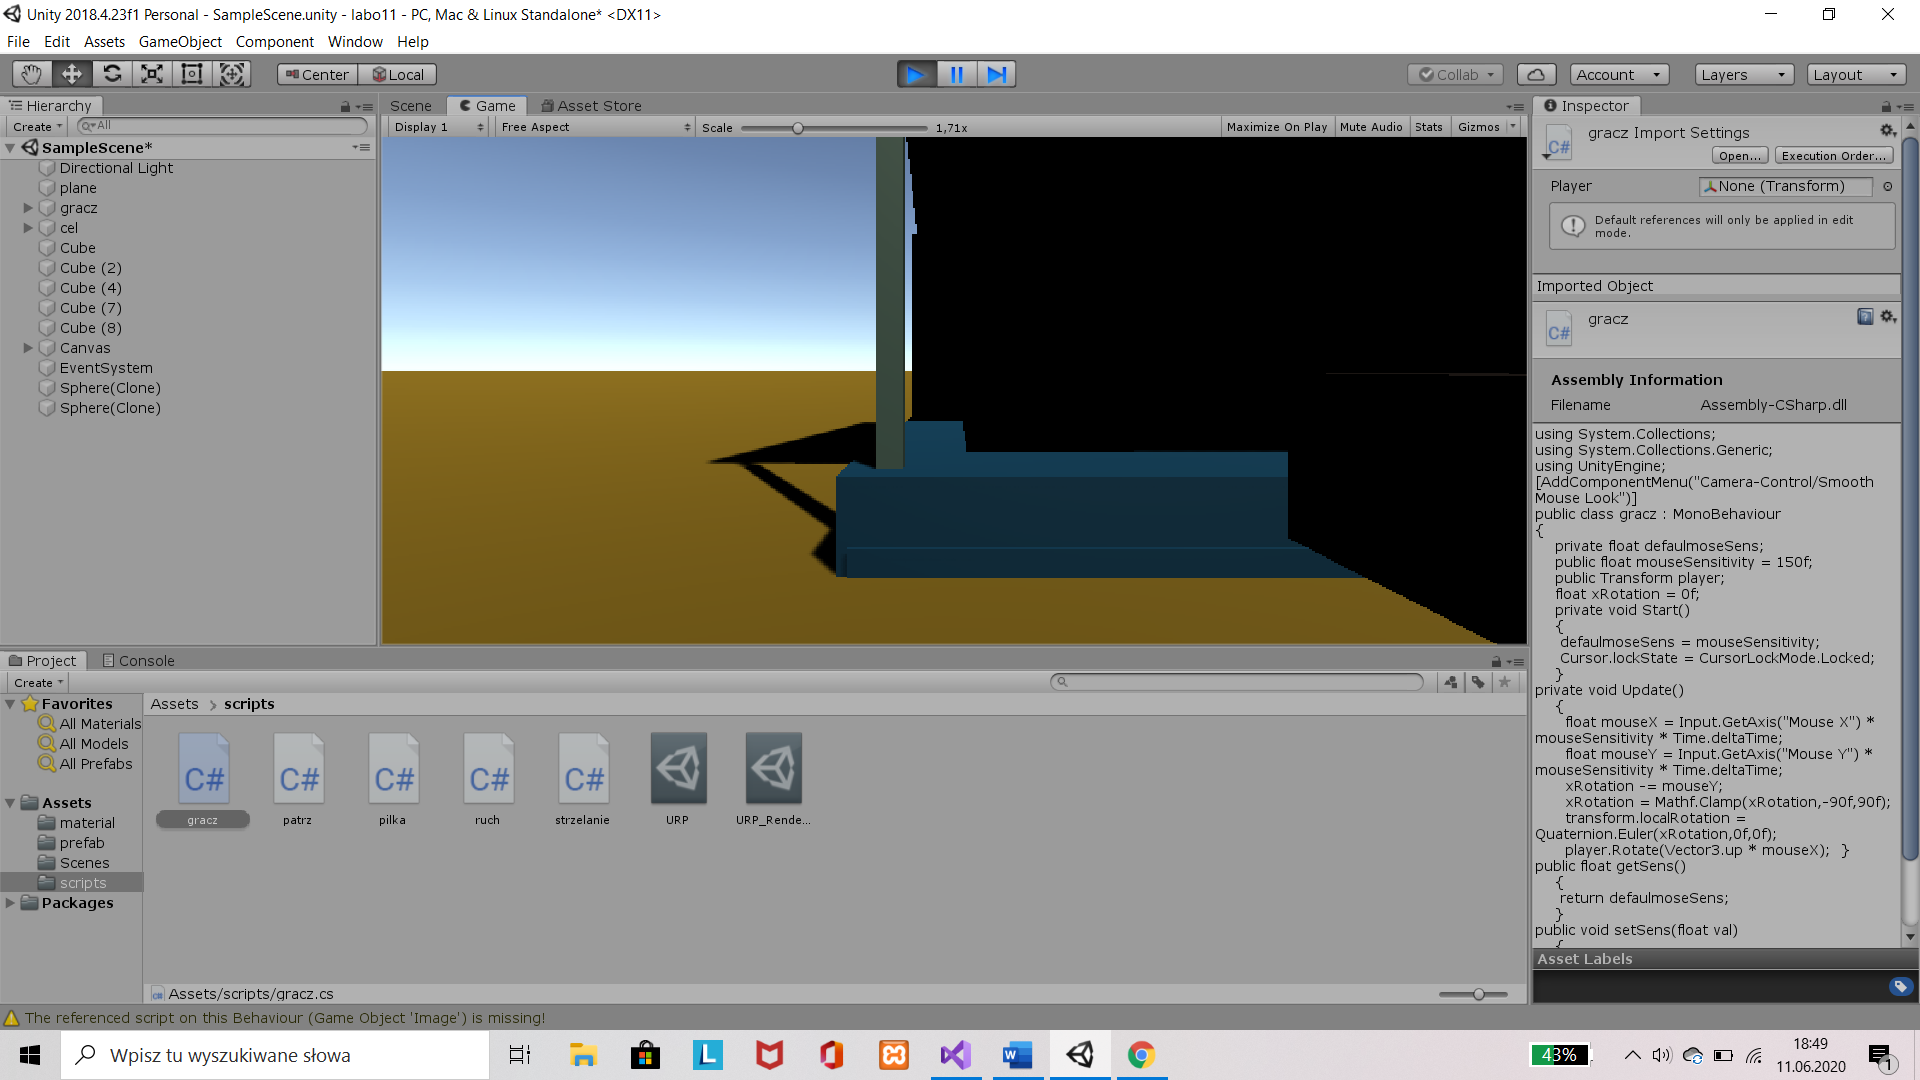 Unity 2018.4.23f1 Personal - SampleScene.unity - labo11 - PC, Mac & Linux Standalone* <DX11>
File Edit Assets GameObject Component Window Help
Center Local
Collab Account Layers Layout
Hierarchy
Create All
SampleScene*
Directional Light
plane
gracz
cel
Cube
Cube (2)
Cube (4)
Cube (7)
Cube (8)
Canvas
EventSystem
Sphere(Clone)
Sphere(Clone)
Scene Game Asset Store
Display 1 Free Aspect Scale 1,71x Maximize On Play Mute Audio Stats Gizmos
Inspector
gracz Import Settings
C#
Open... Execution Order...
Player None (Transform)
Default references will only be applied in edit
mode.
Imported Object
gracz
C#
Assembly Information
Filename Assembly-CSharp.dll
using System.Collections;
using System.Collections.Generic;
using UnityEngine;
[AddComponentMenu("Camera-Control/Smooth
Mouse Look")]
public class gracz : MonoBehaviour
{
private float defaulmoseSens;
public float mouseSensitivity = 150f;
public Transform player;
float xRotation = 0f;
private void Start()
{
defaulmoseSens = mouseSensitivity;
Cursor.lockState = CursorLockMode.Locked;
}
private void Update()
{
float mouseX = Input.GetAxis("Mouse X") *
mouseSensitivity * Time.deltaTime;
float mouseY = Input.GetAxis("Mouse Y") *
mouseSensitivity * Time.deltaTime;
xRotation -= mouseY;
xRotation = Mathf.Clamp(xRotation,-90f,90f);
transform.localRotation =
Quaternion.Euler(xRotation,0f,0f);
player.Rotate(Vector3.up * mouseX); }
public float getSens()
{
return defaulmoseSens;
}
public void setSens(float val)
{
Asset Labels
Project Console
Create
Favorites
All Materials
All Models
All Prefabs
Assets
material
prefab
Scenes
scripts
Packages
Assets > scripts
C# C# C# C# C#
gracz patrz pilka ruch strzelanie URP URP_Rende...
Assets/scripts/gracz.cs
The referenced script on this Behaviour (Game Object 'Image') is missing!
Wpisz tu wyszukiwane słowa
43%
18:49
11.06.2020
1